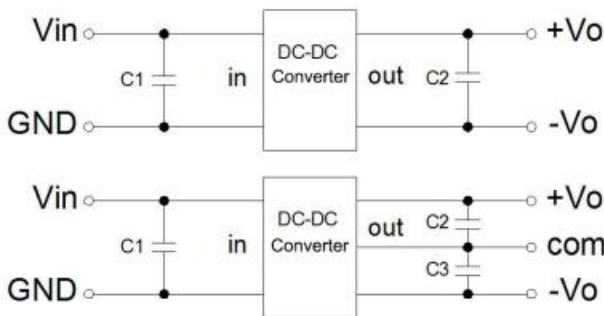 Vin
+Vo
DC-DC
Converter
C1
in
out
C2
GND
-Vo
Vin
+Vo
DC-DC
Converter
out
C2
C1
in
com
C3
GND
-Vo